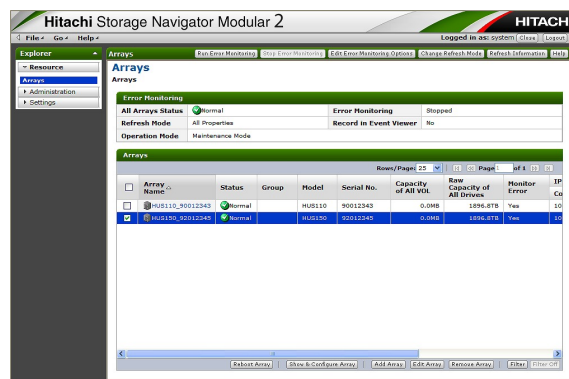 Hitachi Storage Navigator Modular 2
HITACH
File Go Help
Logged in as: system Close Logout
Explorer
Arrays
Run Error Monitoring Stop Error Monitoring Edit Error Monitoring Options Change Refresh Mode Refresh Information Help
Resource
Arrays
Administration
Settings
Arrays
Arrays
Error Monitoring
All Arrays Status Normal Error Monitoring Stopped
Refresh Mode All Properties Record in Event Viewer No
Operation Mode Maintenance Mode
Arrays
Rows/Page: 25 Page 1 of 1
Array Name Status Group Model Serial No. Capacity of All VOL Raw Capacity of All Drives Monitor Error IP Co
HUS110_90012345 Normal HUS110 90012345 0.0MB 1896.8TB Yes 10
HUS150_92012345 Normal HUS150 92012345 0.0MB 1896.8TB Yes 10
Reboot Array Show & Configure Array Add Array Edit Array Remove Array Filter Filter Off